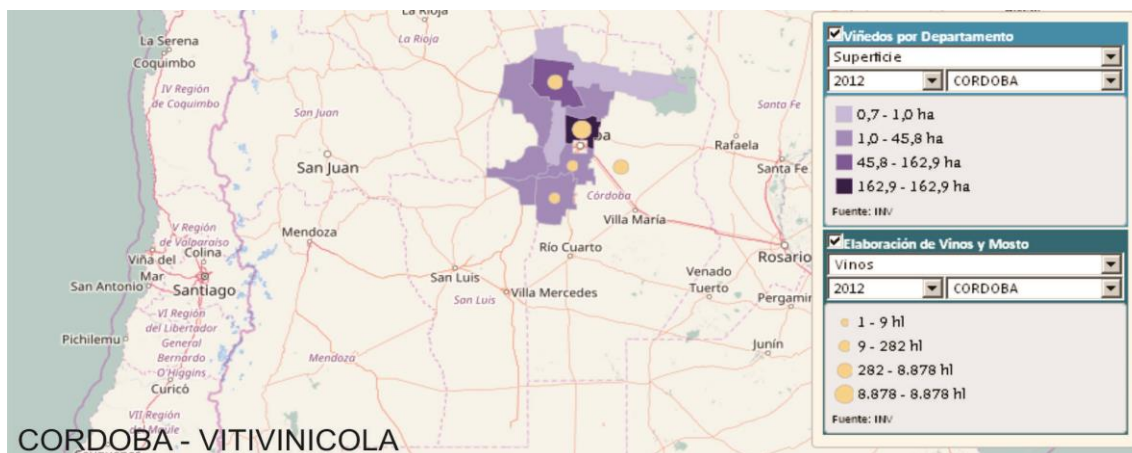 La Rioja
La Serena
Coquimbo
La Rioja
IV Región
de Coquimbo
San Juan
Santa Fe
ba
Rafaela
San Juan
Santa Fe
Córdoba
V Región
de Valparaíso
Mendoza
Villa María
Viña del
Mar
Colina
Río Cuarto
Rosario
San Antonio
Santiago
San Luis
San Luis
Villa Mercedes
Venado
Tuerto
Pergamin
Pichilemu
VI Región
del Libertador
General
Bernardo
O'Higgins
Mendoza
Junín
Curicó
VII Región
del Maule
CORDOBA - VITIVINICOLA
Viñedos por Departamento
Superficie
2012 CORDOBA
0,7 - 1,0 ha
1,0 - 45,8 ha
45,8 - 162,9 ha
162,9 - 162,9 ha
Fuente: INV
Elaboración de Vinos y Mosto
Vinos
2012 CORDOBA
1 - 9 hl
9 - 282 hl
282 - 8.878 hl
8.878 - 8.878 hl
Fuente: INV